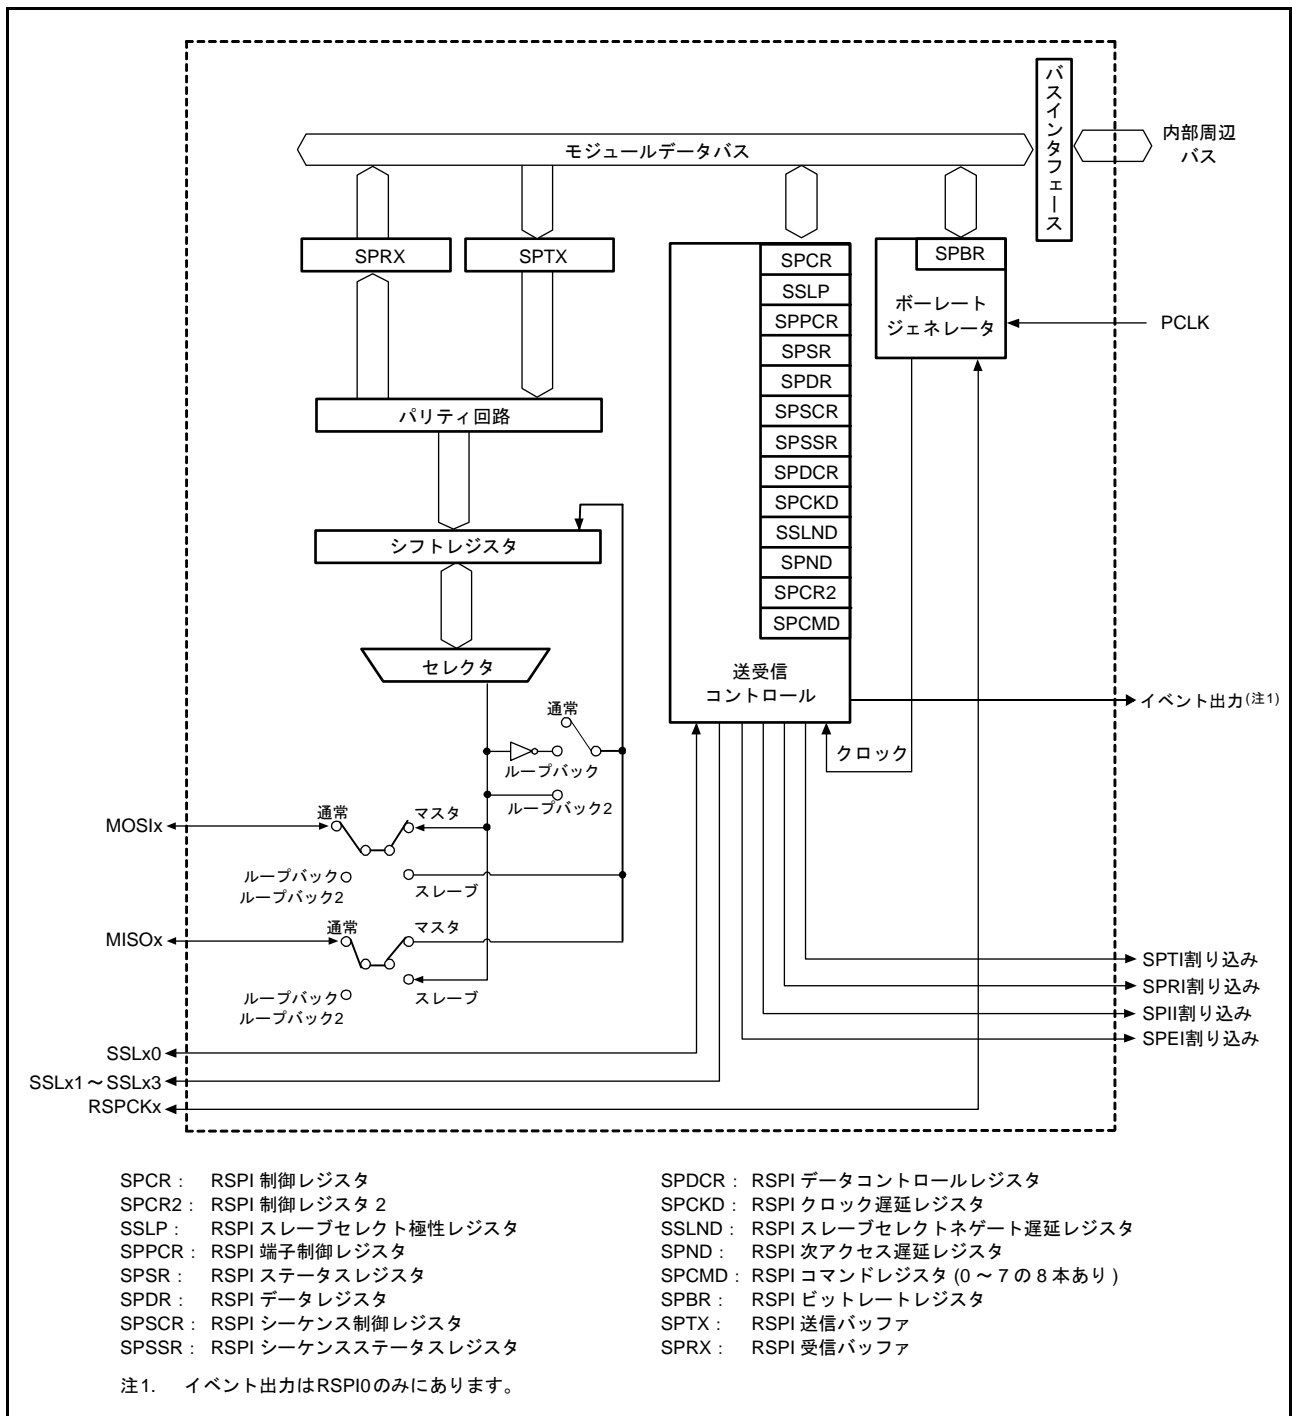 バスインタフェース
内部周辺
バス
モジュールデータバス
SPRX
SPTX
SPCR
SSLP
SPPCR
SPSR
SPDR
SPSCR
SPSSR
SPDCR
SPCKD
SSLND
SPND
SPCR2
SPCMD
送受信
コントロール
SPBR
ボーレート
ジェネレータ
PCLK
パリティ回路
シフトレジスタ
セレクタ
通常
ループバック
ループバック2
クロック
イベント出力(注1)
MOSIx
通常
マスタ
ループバック
ループバック2
スレーブ
MISOx
通常
マスタ
ループバック
ループバック2
スレーブ
SPTI割り込み
SPRI割り込み
SPII割り込み
SPEI割り込み
SSLx0
SSLx1～SSLx3
RSPCKx
SPCR： RSPI 制御レジスタ
SPCR2： RSPI 制御レジスタ 2
SSLP： RSPI スレーブセレクト極性レジスタ
SPPCR： RSPI 端子制御レジスタ
SPSR： RSPI ステータスレジスタ
SPDR： RSPI データレジスタ
SPSCR： RSPI シーケンス制御レジスタ
SPSSR： RSPI シーケンスステータスレジスタ
SPDCR： RSPI データコントロールレジスタ
SPCKD： RSPI クロック遅延レジスタ
SSLND： RSPI スレーブセレクトネゲート遅延レジスタ
SPND： RSPI 次アクセス遅延レジスタ
SPCMD： RSPI コマンドレジスタ (0 ～ 7 の 8 本あり )
SPBR： RSPI ビットレートレジスタ
SPTX： RSPI 送信バッファ
SPRX： RSPI 受信バッファ
注1. イベント出力はRSPI0のみにあります。